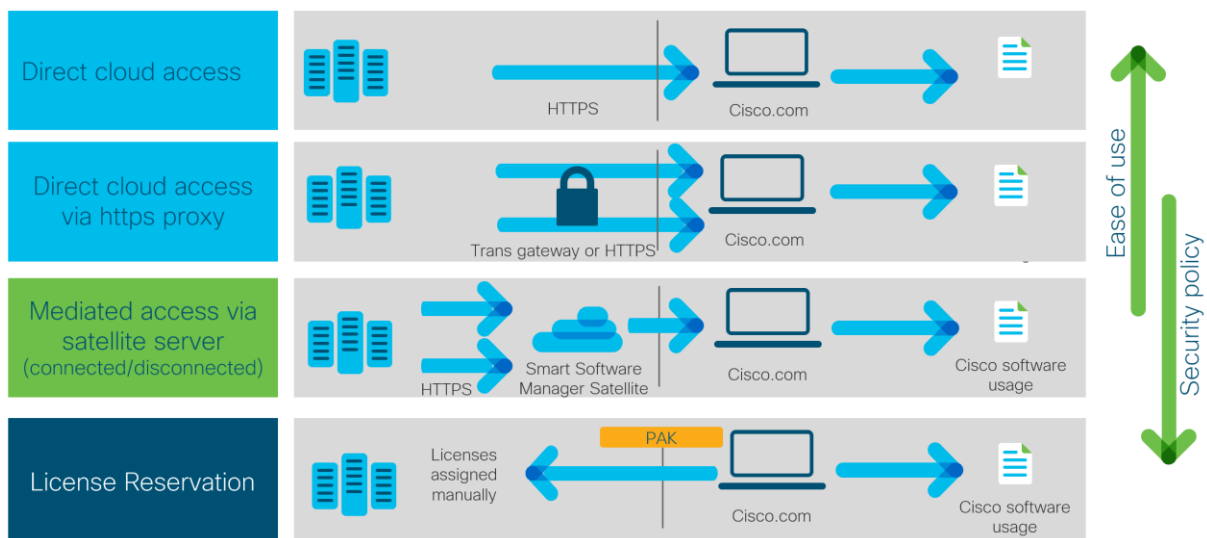 Direct cloud access
HTTPS
Cisco.com
Direct cloud access
via https proxy
Trans gateway or HTTPS
Cisco.com
Mediated access via
satellite server
(connected/disconnected)
HTTPS
Smart Software
Manager Satellite
Cisco.com
Cisco software
usage
License Reservation
Licenses
assigned
manually
PAK
Cisco.com
Cisco software
usage
Ease of use
Security policy